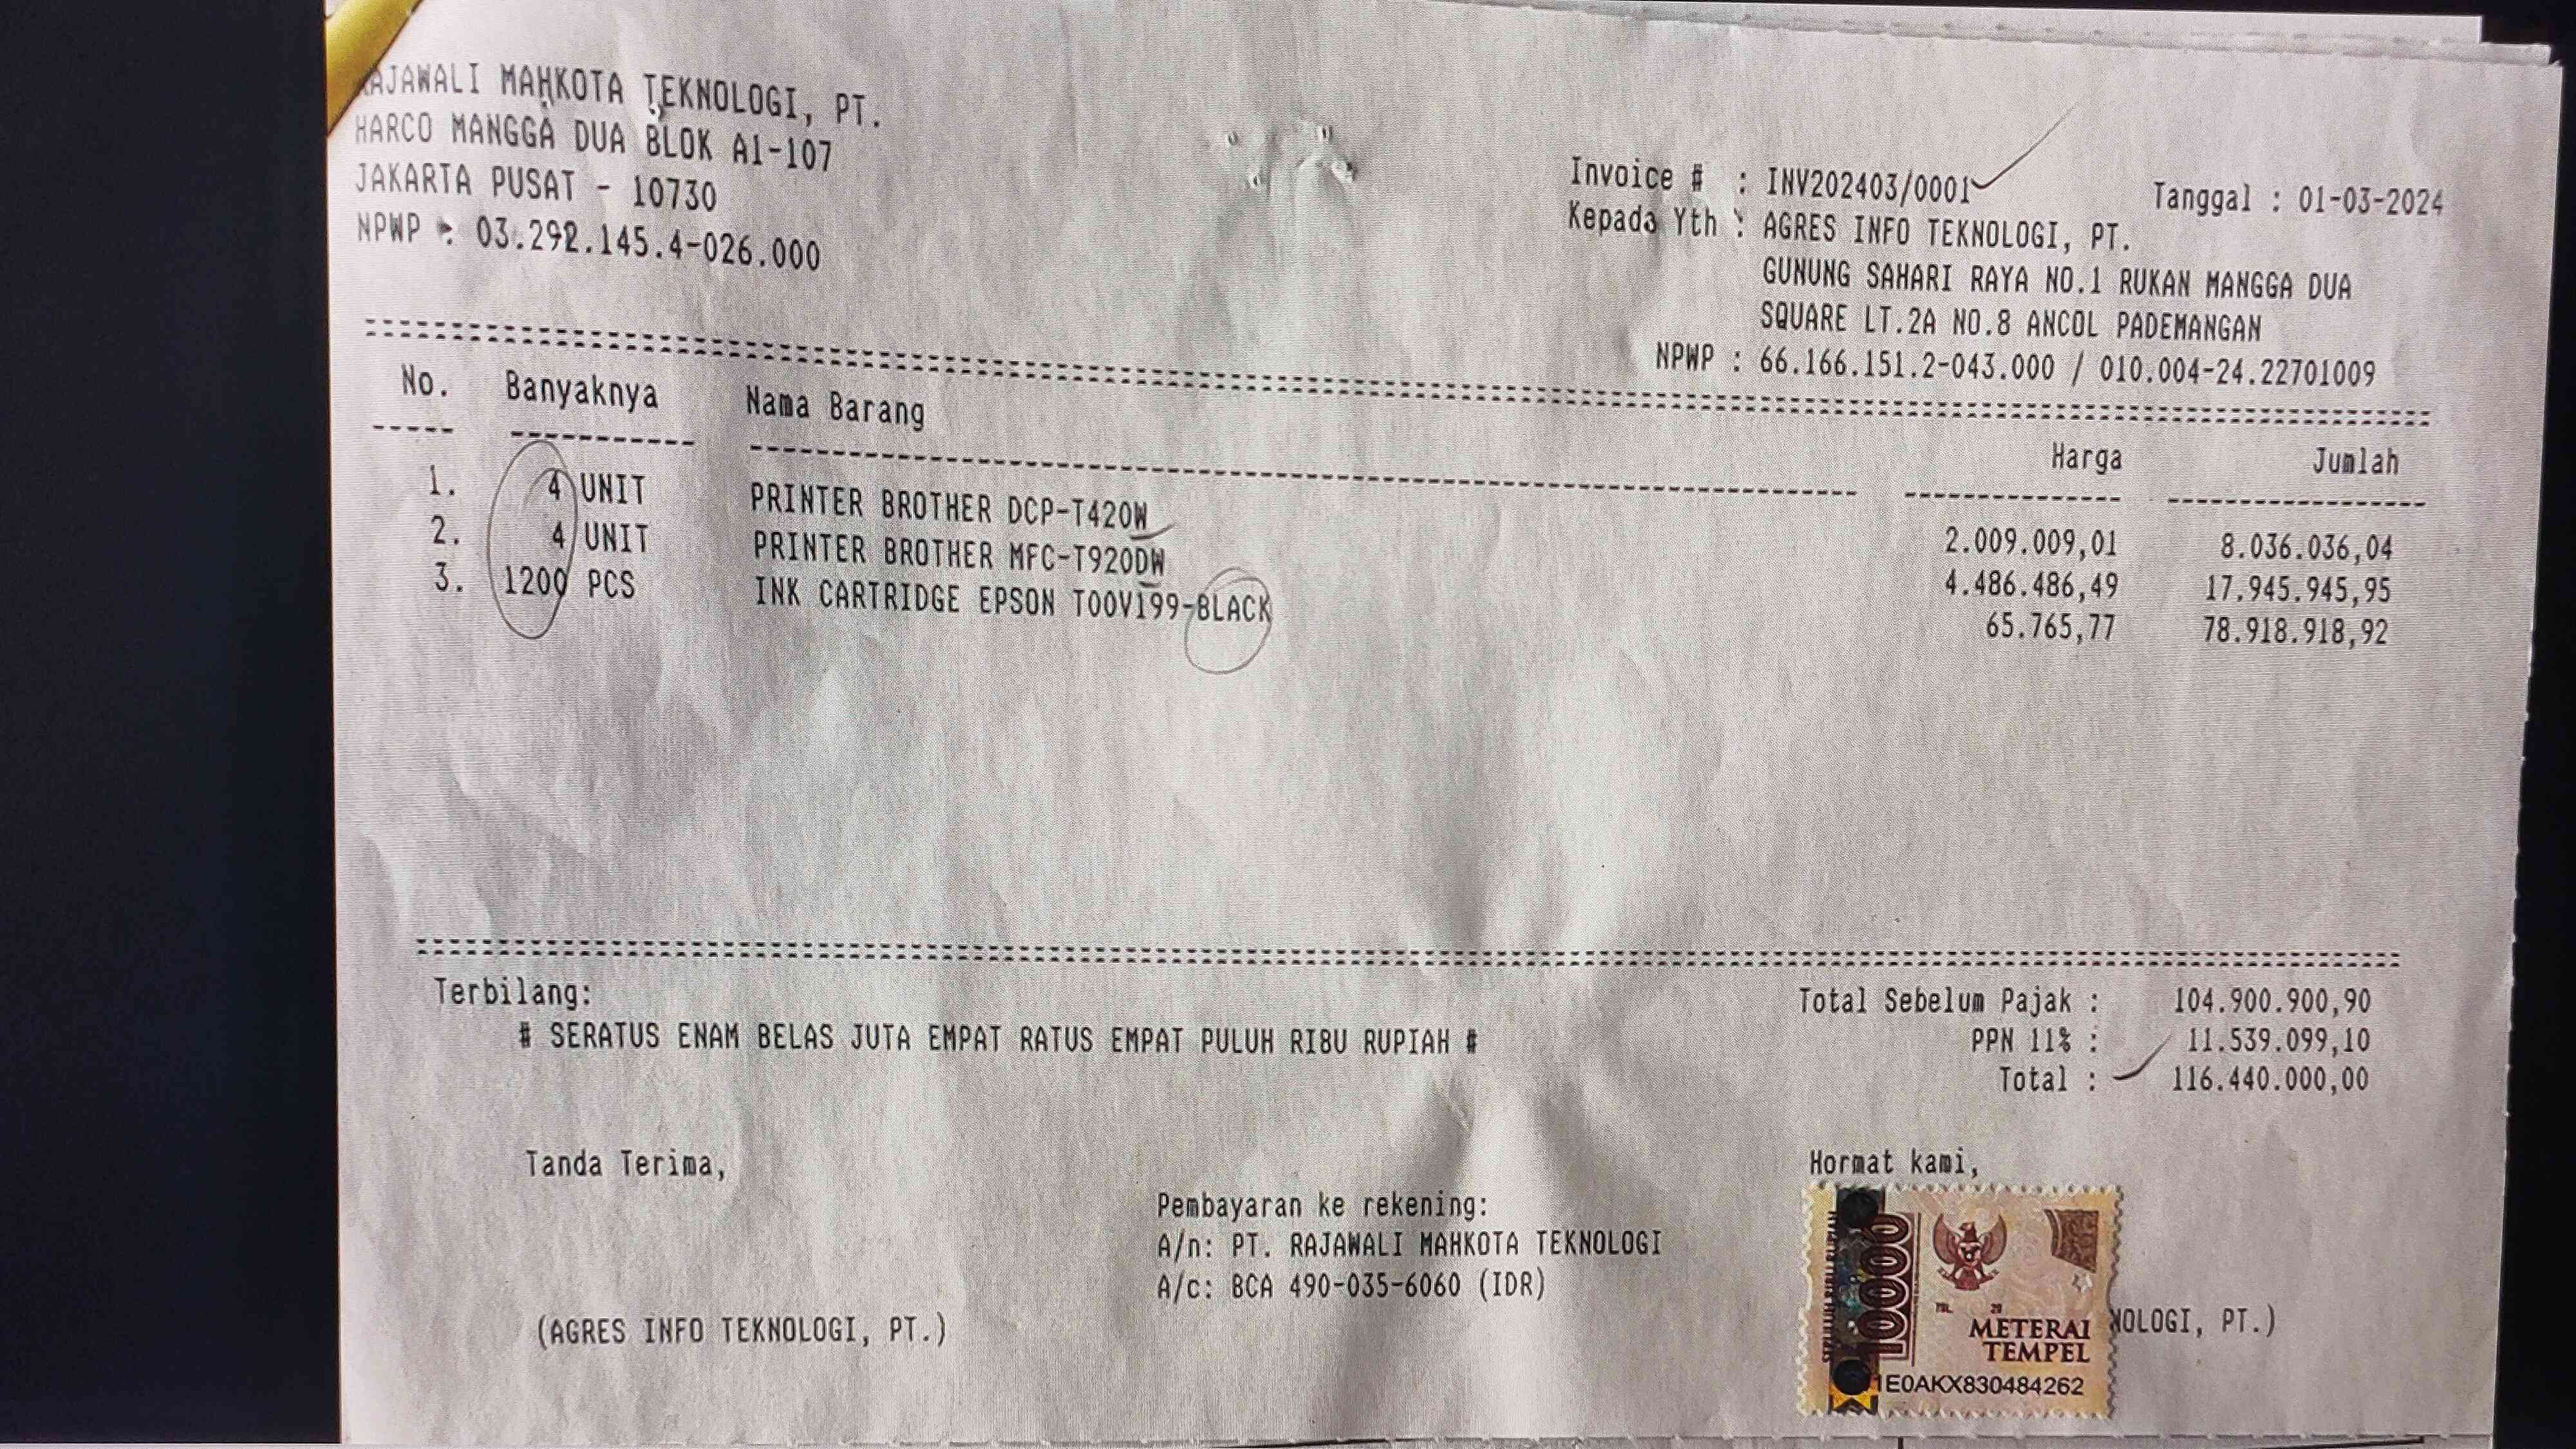 RAJAWALI MAHKOTA TEKNOLOGI, PT.
HARCO MANGGA DUA BLOK A1-107
JAKARTA PUSAT - 10730
NPWP : 03.292.145.4-026.000
Invoice # : INV202403/0001 Tanggal : 01-03-2024
Kepada Yth : AGRES INFO TEKNOLOGI, PT.
GUNUNG SAHARI RAYA NO.1 RUKAN MANGGA DUA
SQUARE LT.2A NO.8 ANCOL PADEMANGAN
NPWP : 66.166.151.2-043.000 / 010.004-24.22701009
No. Banyaknya Nama Barang Harga Jumlah
1. 4 UNIT PRINTER BROTHER DCP-T420W 2.009.009,01 8.036.036,04
2. 4 UNIT PRINTER BROTHER MFC-T920DW 4.486.486,49 17.945.945,95
3. 1200 PCS INK CARTRIDGE EPSON T00V199-BLACK 65.765,77 78.918.918,92
Terbilang:
# SERATUS ENAM BELAS JUTA EMPAT RATUS EMPAT PULUH RIBU RUPIAH #
Total Sebelum Pajak : 104.900.900,90
PPN 11% : 11.539.099,10
Total : 116.440.000,00
Tanda Terima,
(AGRES INFO TEKNOLOGI, PT.)
Pembayaran ke rekening:
A/n: PT. RAJAWALI MAHKOTA TEKNOLOGI
A/c: BCA 490-035-6060 (IDR)
Hormat kami,
10000
TGL. 20
METERAI
TEMPEL
1E0AKX830484262
NOLOGI, PT.)